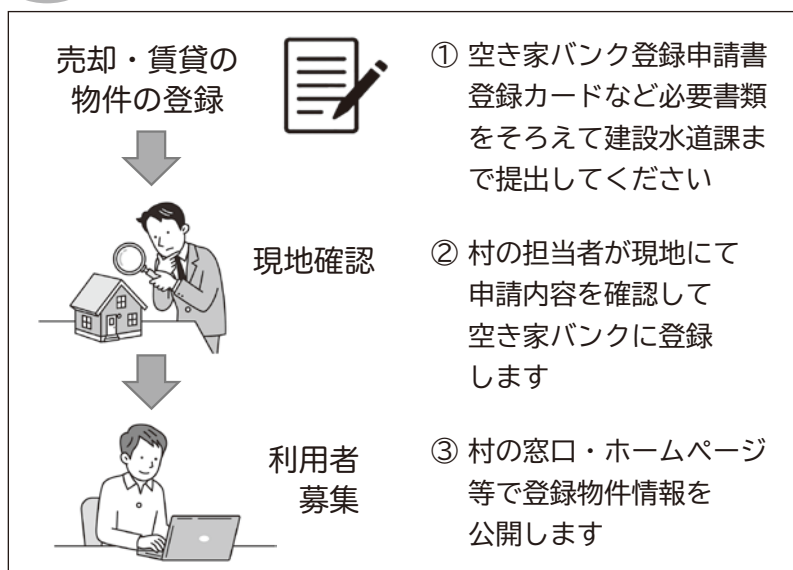 売却・賃貸の
物件の登録
① 空き家バンク登録申請書
登録カードなど必要書類
をそろえて建設水道課ま
で提出してください
現地確認
② 村の担当者が現地にて
申請内容を確認して
空き家バンクに登録
します
利用者
募集
③ 村の窓口・ホームページ
等で登録物件情報を
公開します